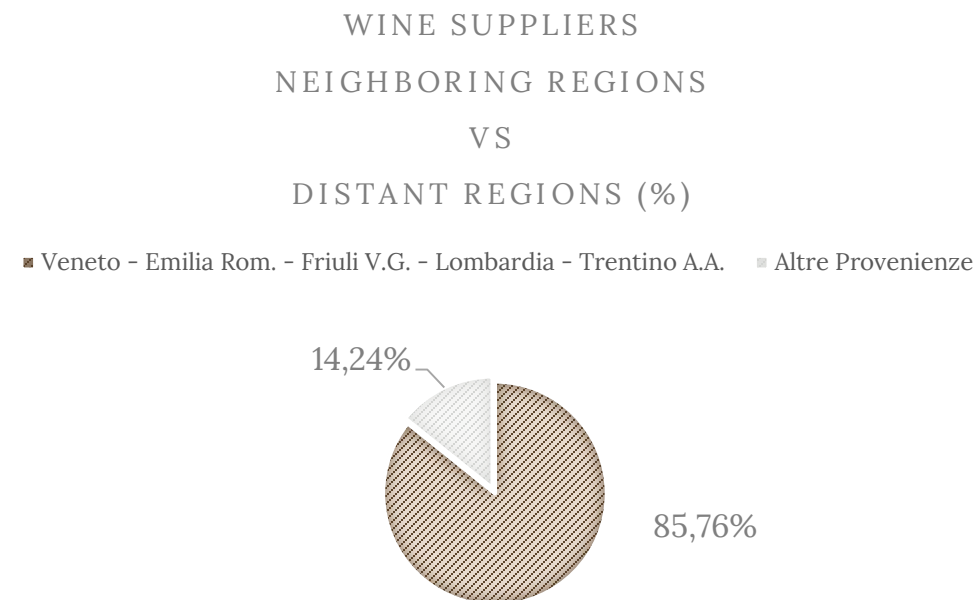 WINE SUPPLIERS
NEIGHBORING REGIONS
VS
DISTANT REGIONS (%)
Veneto - Emilia Rom. - Friuli V.G. - Lombardia - Trentino A.A. Altre Provenienze
14,24%
85,76%